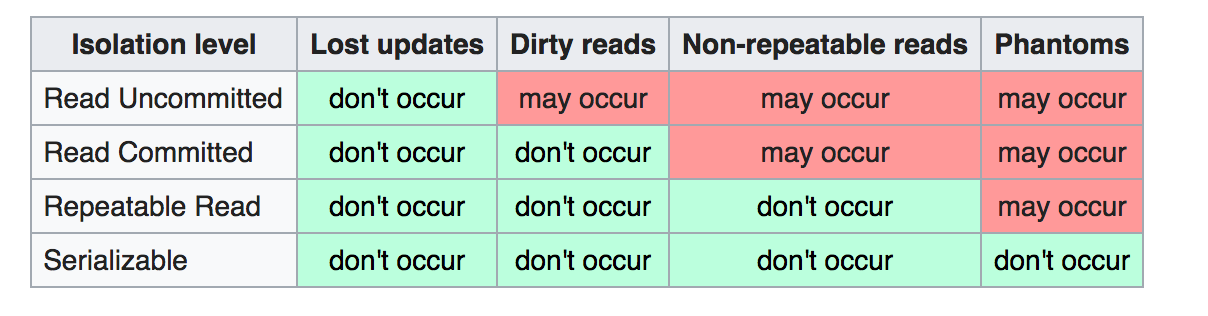 Isolation level Lost updates Dirty reads Non-repeatable reads Phantoms
Read Uncommitted don't occur may occur may occur may occur
Read Committed don't occur don't occur may occur may occur
Repeatable Read don't occur don't occur don't occur may occur
Serializable don't occur don't occur don't occur don't occur